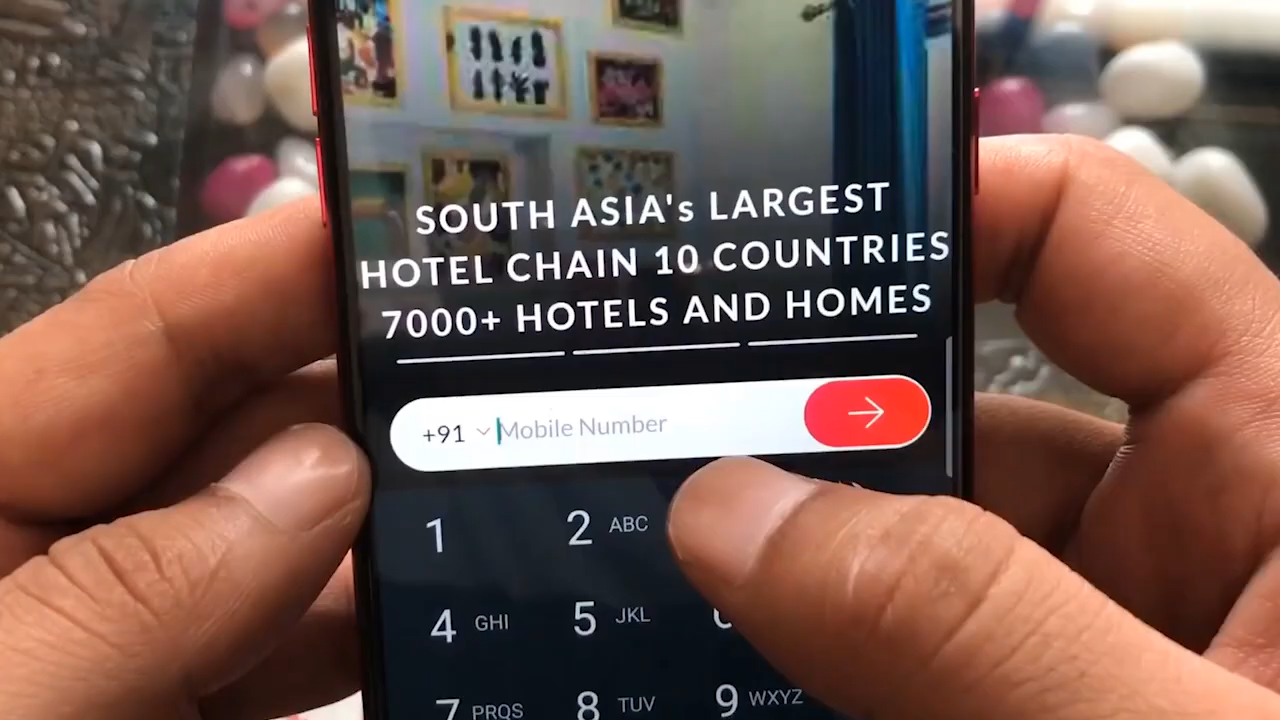 SOUTH ASIA's LARGEST
HOTEL CHAIN 10 COUNTRIES
7000+ HOTELS AND HOMES
+91 Mobile Number
1 2 ABC
4 GHI 5 JKL
7 PQRS 8 TUV 9 WXYZ